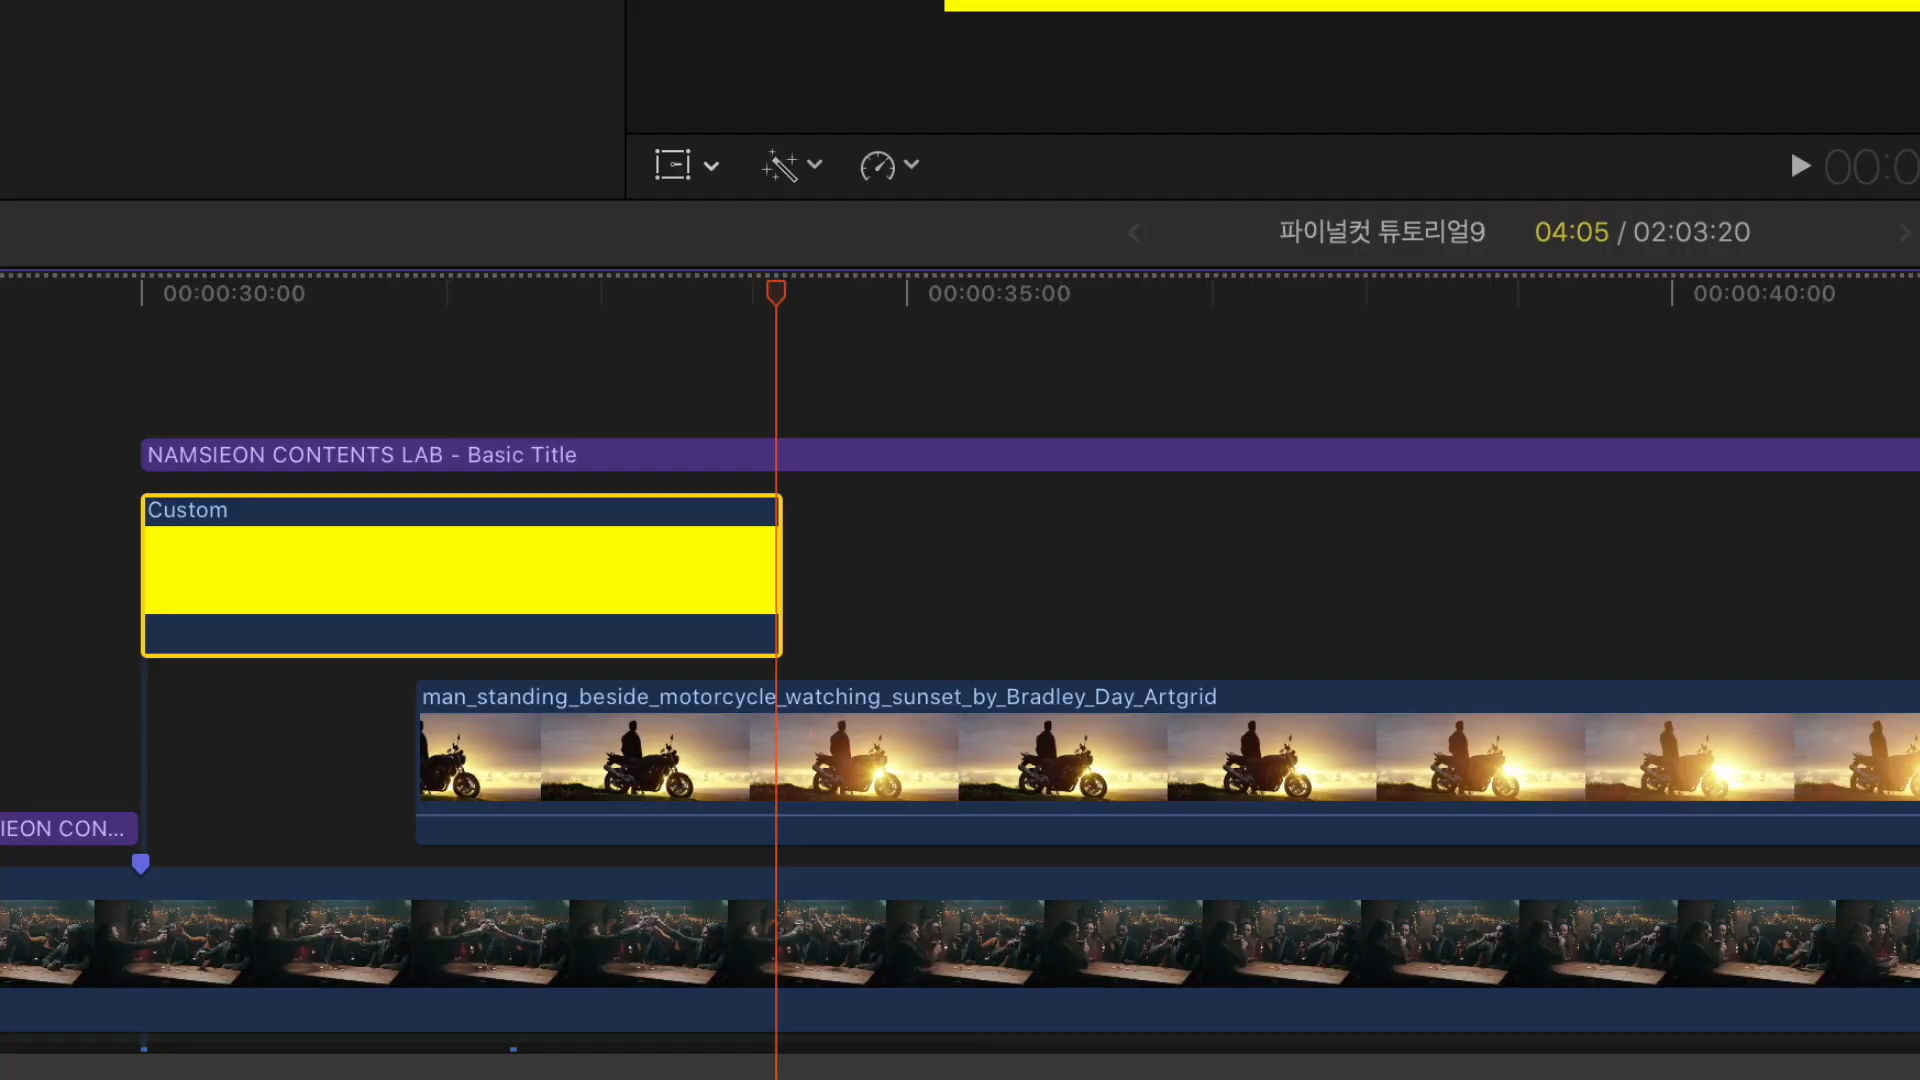 00:0
파이널컷 튜토리얼9 04:05 / 02:03:20
00:00:30:00 00:00:35:00 00:00:40:00
NAMSIEON CONTENTS LAB - Basic Title
Custom
man_standing_beside_motorcycle_watching_sunset_by_Bradley_Day_Artgrid
IEON CON...